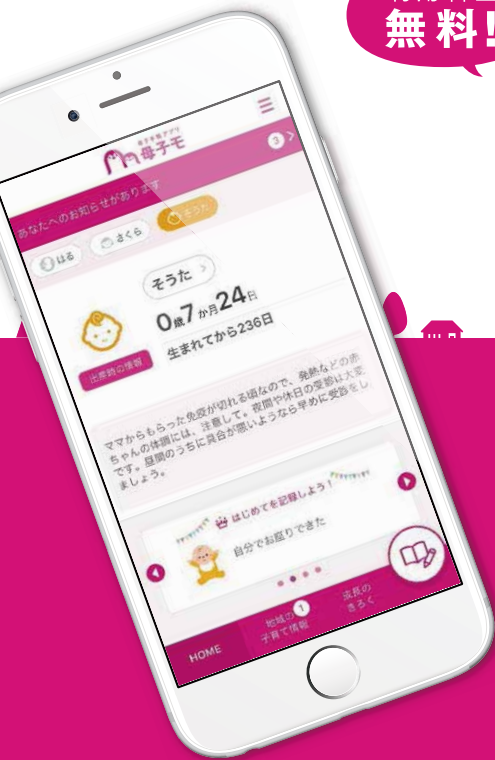 無料!
母子手帳アプリ
母子モ
あなたへのお知らせがあります
3
はる
さくら
そうた
そうた
0歳7か月24日
生まれてから236日
出産時の情報
ママからもらった免疫が切れる頃なので、発熱などの赤
ちゃんの体調には、注意して。夜間や休日の受診は大変
です。昼間のうちに具合が悪いようなら早めに受診をし
ましょう。
はじめてを記録しよう!
自分でお座りできた
HOME
地域の
子育て情報
1
成長の
きろく